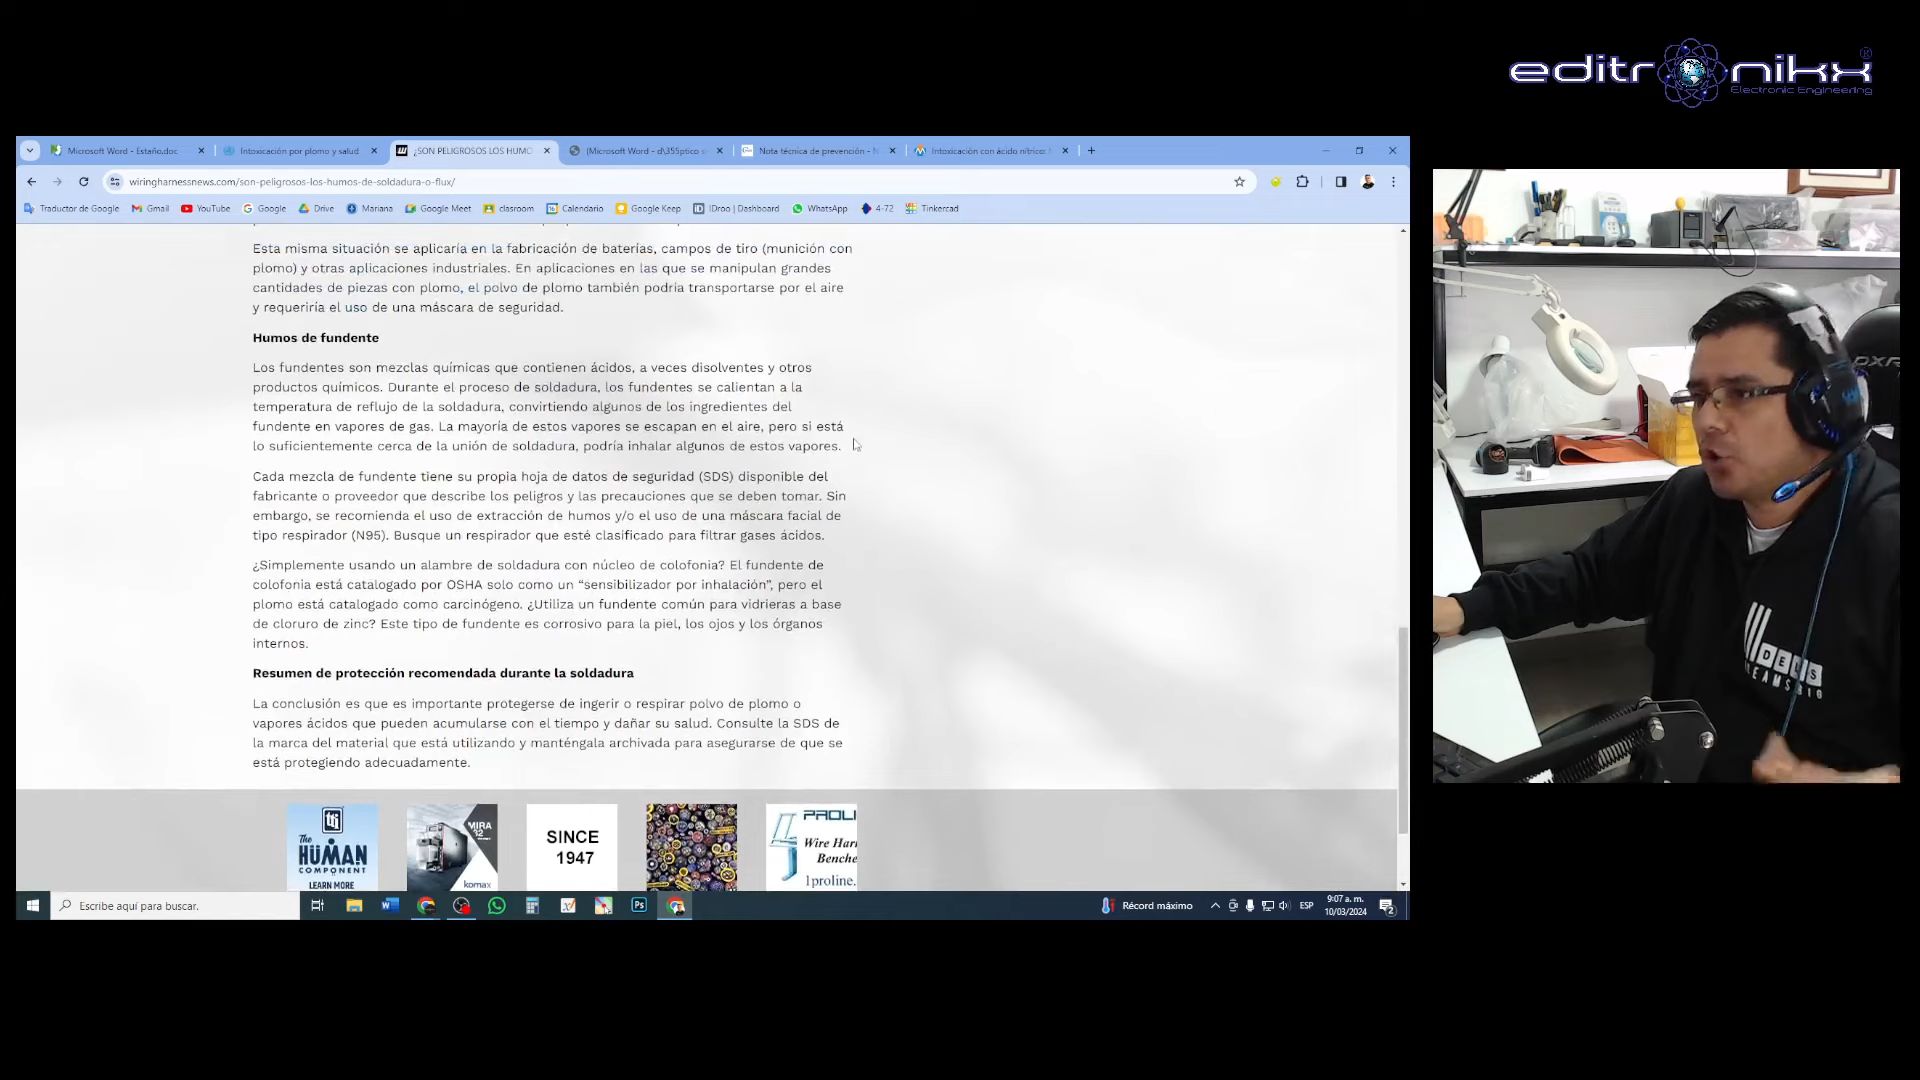 editronikx
Electronic Engineering
Microsoft Word - Estaño.doc
Intoxicación por plomo y salud
¿SON PELIGROSOS LOS HUMO
(Microsoft Word - d\355ptico s
Nota técnica de prevención - N
Intoxicación con ácido nítrico: M
wiringharnessnews.com/son-peligrosos-los-humos-de-soldadura-o-flux/
Traductor de Google
Gmail
YouTube
Google
Drive
Mariana
Google Meet
clasroom
Calendario
Google Keep
IDroo | Dashboard
WhatsApp
4-72
Tinkercad
Esta misma situación se aplicaría en la fabricación de baterías, campos de tiro (munición con
plomo) y otras aplicaciones industriales. En aplicaciones en las que se manipulan grandes
cantidades de piezas con plomo, el polvo de plomo también podría transportarse por el aire
y requeriría el uso de una máscara de seguridad.
Humos de fundente
Los fundentes son mezclas químicas que contienen ácidos, a veces disolventes y otros
productos químicos. Durante el proceso de soldadura, los fundentes se calientan a la
temperatura de reflujo de la soldadura, convirtiendo algunos de los ingredientes del
fundente en vapores de gas. La mayoría de estos vapores se escapan en el aire, pero si está
lo suficientemente cerca de la unión de soldadura, podría inhalar algunos de estos vapores.
Cada mezcla de fundente tiene su propia hoja de datos de seguridad (SDS) disponible del
fabricante o proveedor que describe los peligros y las precauciones que se deben tomar. Sin
embargo, se recomienda el uso de extracción de humos y/o el uso de una máscara facial de
tipo respirador (N95). Busque un respirador que esté clasificado para filtrar gases ácidos.
¿Simplemente usando un alambre de soldadura con núcleo de colofonia? El fundente de
colofonia está catalogado por OSHA solo como un “sensibilizador por inhalación”, pero el
plomo está catalogado como carcinógeno. ¿Utiliza un fundente común para vidrieras a base
de cloruro de zinc? Este tipo de fundente es corrosivo para la piel, los ojos y los órganos
internos.
Resumen de protección recomendada durante la soldadura
La conclusión es que es importante protegerse de ingerir o respirar polvo de plomo o
vapores ácidos que pueden acumularse con el tiempo y dañar su salud. Consulte la SDS de
la marca del material que está utilizando y manténgala archivada para asegurarse de que se
está protegiendo adecuadamente.
tti
The
HUMAN
COMPONENT
LEARN MORE
MIRA
32
komax
SINCE
1947
PROLI
Wire Har
Benche
1proline.
Escribe aquí para buscar.
Récord máximo
ESP
9:07 a. m.
10/03/2024
2
DXR
DEUS